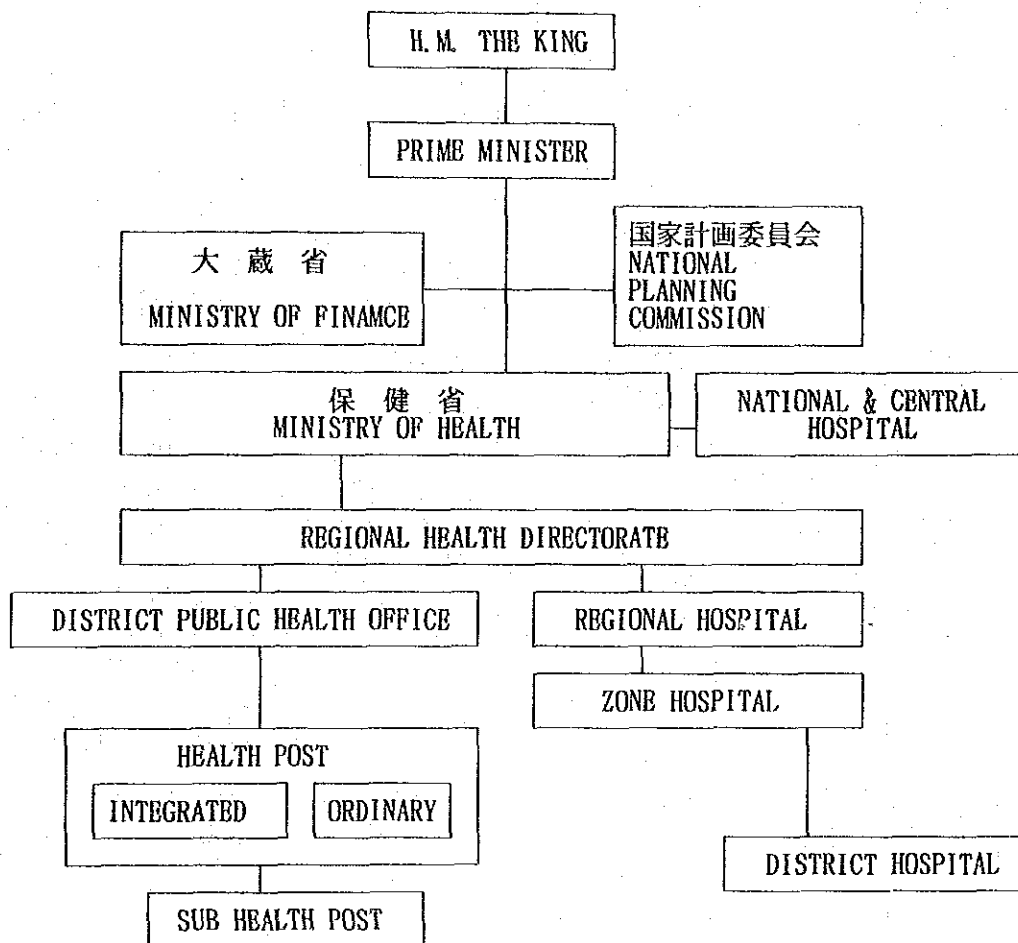 H.M. THE KING
PRIME MINISTER
大蔵省
MINISTRY OF FINAMCE
国家計画委員会
NATIONAL
PLANNING
COMMISSION
保健省
MINISTRY OF HEALTH
NATIONAL & CENTRAL
HOSPITAL
REGIONAL HEALTH DIRECTORATE
DISTRICT PUBLIC HEALTH OFFICE
REGIONAL HOSPITAL
ZONE HOSPITAL
HEALTH POST
INTEGRATED
ORDINARY
DISTRICT HOSPITAL
SUB HEALTH POST